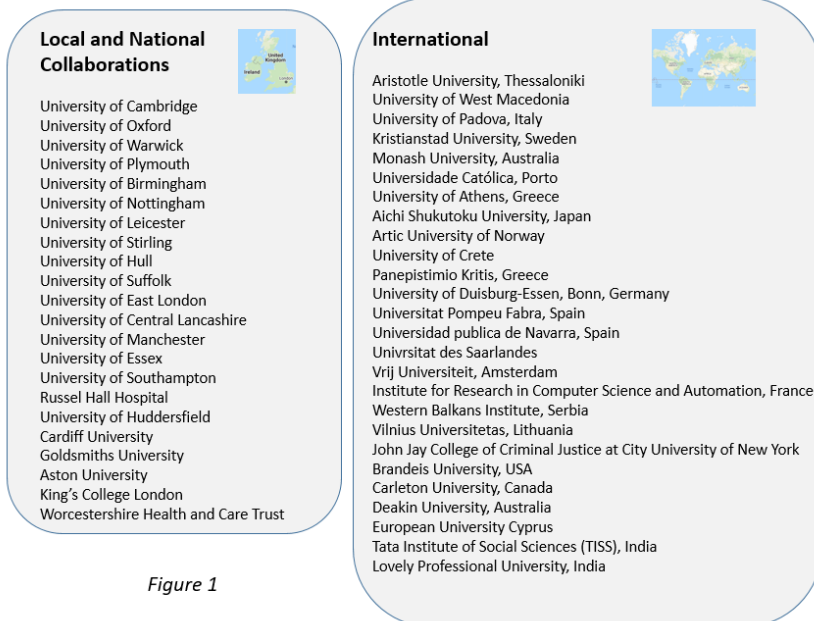 Local and National
Collaborations
United
Kingdom
Ireland
London
University of Cambridge
University of Oxford
University of Warwick
University of Plymouth
University of Birmingham
University of Nottingham
University of Leicester
University of Stirling
University of Hull
University of Suffolk
University of East London
University of Central Lancashire
University of Manchester
University of Essex
University of Southampton
Russel Hall Hospital
University of Huddersfield
Cardiff University
Goldsmiths University
Aston University
King's College London
Worcestershire Health and Care Trust
Figure 1
International
Aristotle University, Thessaloniki
University of West Macedonia
University of Padova, Italy
Kristianstad University, Sweden
Monash University, Australia
Universidade Católica, Porto
University of Athens, Greece
Aichi Shukutoku University, Japan
Artic University of Norway
University of Crete
Panepistimio Kritis, Greece
University of Duisburg-Essen, Bonn, Germany
Universitat Pompeu Fabra, Spain
Universidad publica de Navarra, Spain
Univrsitat des Saarlandes
Vrij Universiteit, Amsterdam
Institute for Research in Computer Science and Automation, France
Western Balkans Institute, Serbia
Vilnius Universitetas, Lithuania
John Jay College of Criminal Justice at City University of New York
Brandeis University, USA
Carleton University, Canada
Deakin University, Australia
European University Cyprus
Tata Institute of Social Sciences (TISS), India
Lovely Professional University, India